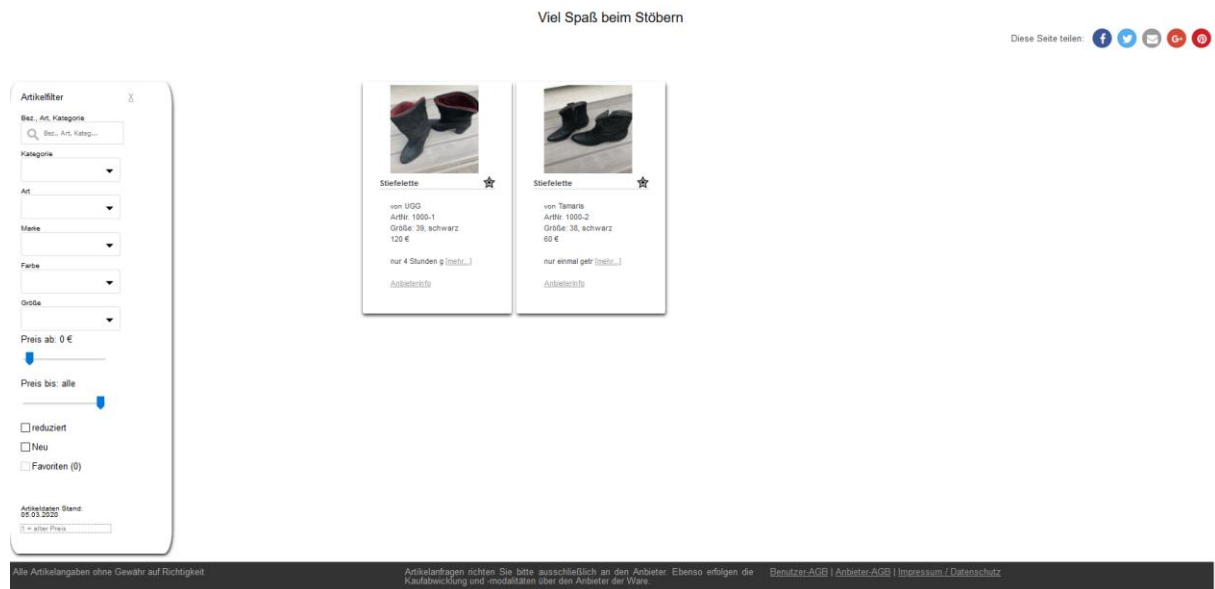 Viel Spaß beim Stöbern
Diese Seite teilen:
Artikelfilter X
Bez., Art, Kategorie
Bez., Art, Kateg...
Kategorie
Art
Marke
Farbe
Größe
Preis ab: 0 €
Preis bis: alle
reduziert
Neu
Favoriten (0)
Artikeldaten Stand:
05.03.2020
1 = alter Preis
Stiefelette
von UGG
ArtNr. 1000-1
Größe: 39, schwarz
120 €
nur 4 Stunden g [mehr...]
Anbieterinfo
Stiefelette
von Tamaris
ArtNr. 1000-2
Größe: 38, schwarz
60 €
nur einmal getr [mehr...]
Anbieterinfo
Alle Artikelangaben ohne Gewähr auf Richtigkeit
Artikelanfragen richten Sie bitte ausschließlich an den Anbieter. Ebenso erfolgen die
Kaufabwicklung und -modalitäten über den Anbieter der Ware.
Benutzer-AGB | Anbieter-AGB | Impressum / Datenschutz